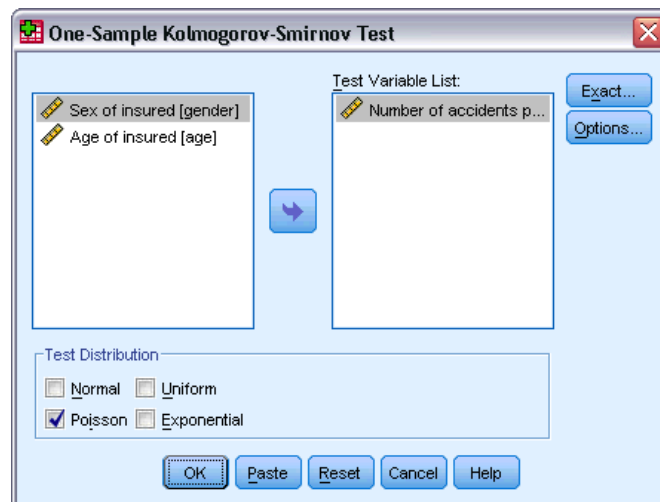 One-Sample Kolmogorov-Smirnov Test
Test Variable List:
Sex of insured [gender]
Age of insured [age]
Number of accidents p...
Exact...
Options...
Test Distribution
Normal
Uniform
Poisson
Exponential
OK
Paste
Reset
Cancel
Help